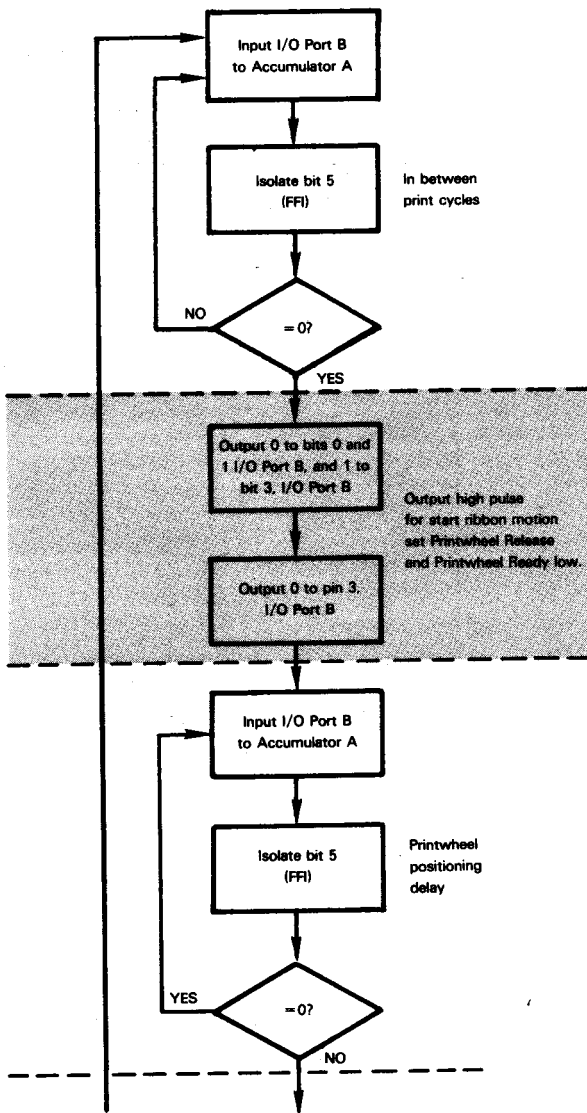 Input I/O Port B
to Accumulator A
Isolate bit 5
(FFI)
In between
print cycles
NO
= 0?
YES
Output 0 to bits 0 and
1 I/O Port B, and 1 to
bit 3, I/O Port B
Output high pulse
for start ribbon motion
set Printwheel Release
and Printwheel Ready low.
Output 0 to pin 3,
I/O Port B
Input I/O Port B
to Accumulator A
Isolate bit 5
(FFI)
Printwheel
positioning
delay
YES
= 0?
NO